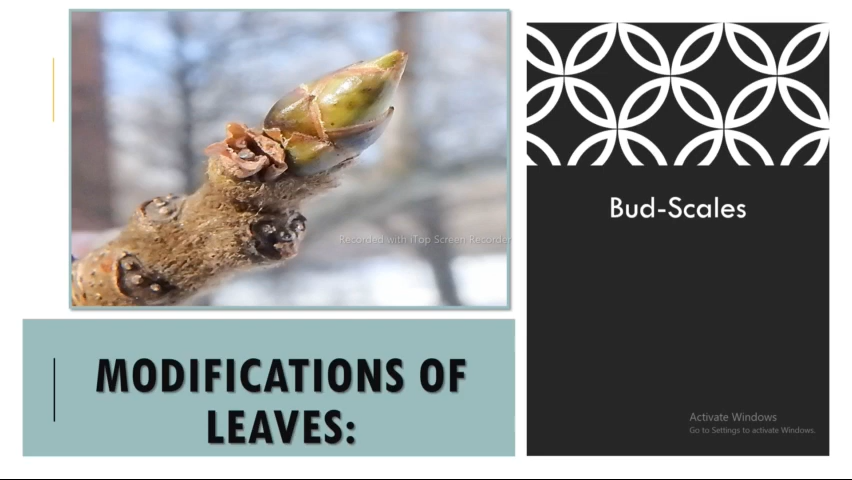 Recorded with iTop Screen Recorder
Bud-Scales
MODIFICATIONS OF
LEAVES:
Activate Windows
Go to Settings to activate Windows.